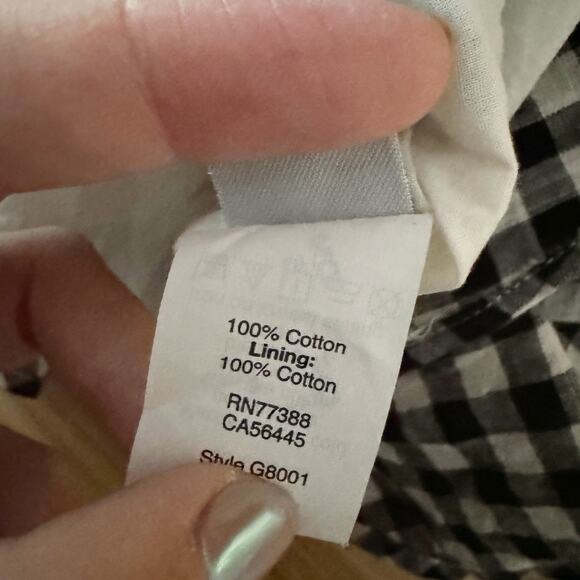 100% Cotton
Lining:
100% Cotton
RN77388
CA56445
Style G8001